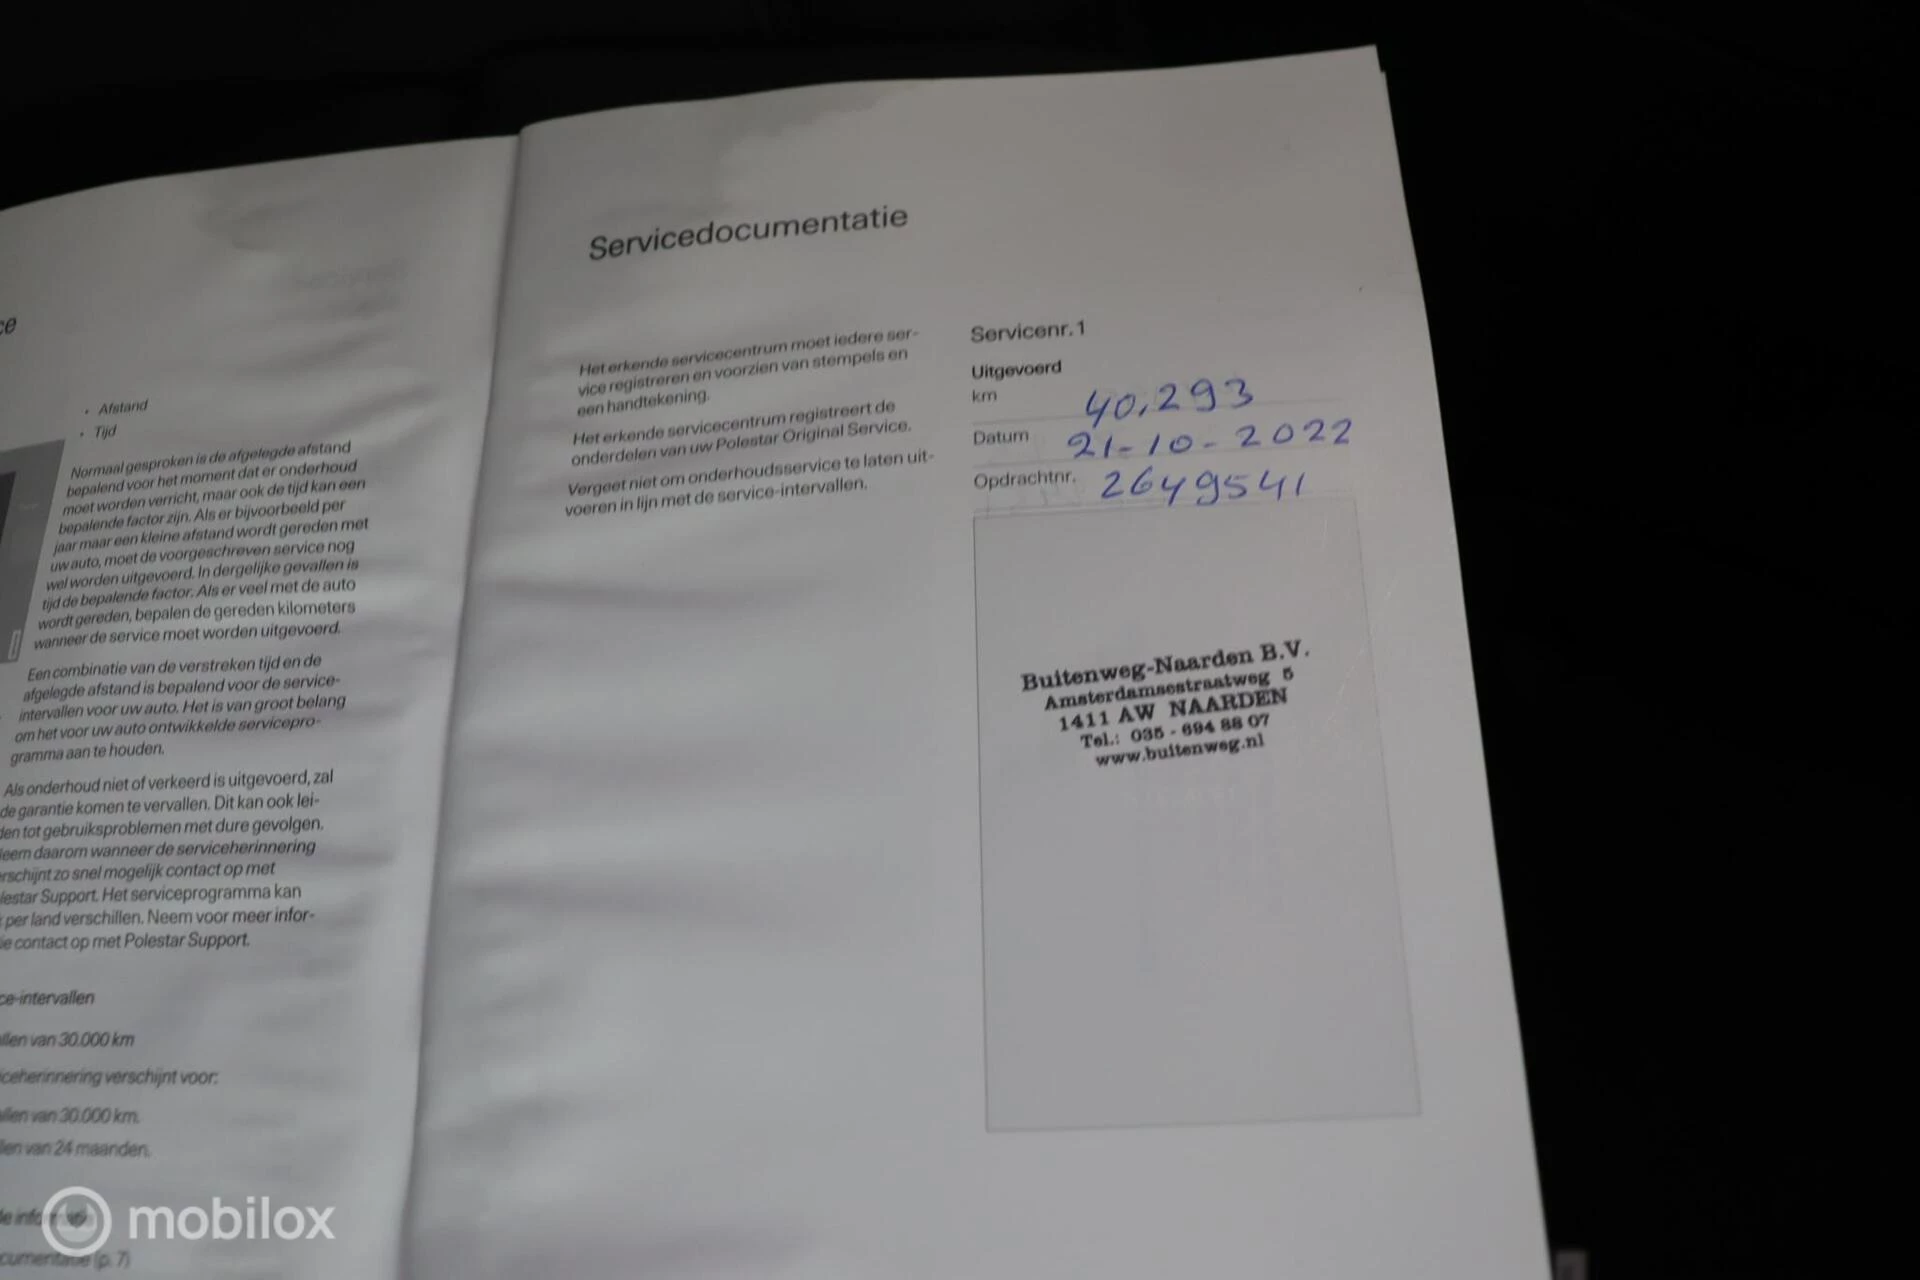 • Afstand
• Tijd
Normaal gesproken is de afgelegde afstand
bepalend voor het moment dat er onderhoud
moet worden verricht, maar ook de tijd kan een
bepalende factor zijn. Als er bijvoorbeeld per
jaar maar een kleine afstand wordt gereden met
uw auto, moet de voorgeschreven service nog
wel worden uitgevoerd. In dergelijke gevallen is
tijd de bepalende factor. Als er veel met de auto
wordt gereden, bepalen de gereden kilometers
wanneer de service moet worden uitgevoerd.
Een combinatie van de verstreken tijd en de
afgelegde afstand is bepalend voor de service-
intervallen voor uw auto. Het is van groot belang
om het voor uw auto ontwikkelde servicepro-
gramma aan te houden.
Als onderhoud niet of verkeerd is uitgevoerd, zal
de garantie komen te vervallen. Dit kan ook lei-
den tot gebruiksproblemen met dure gevolgen.
daarom wanneer de serviceherinnering
zo snel mogelijk contact op met
Support. Het serviceprogramma kan
per land verschillen. Neem voor meer infor-
contact op met Polestar Support.
ce-intervallen
van 30.000 km
verschijnt voor:
van 30.000 km.
van 24 maanden.
(p. 7)
Servicedocumentatie
Het erkende servicecentrum moet iedere ser-
vice registreren en voorzien van stempels en
een handtekening.
Het erkende servicecentrum registreert de
onderdelen van uw Polestar Original Service.
Vergeet niet om onderhoudsservice te laten uit-
voeren in lijn met de service-intervallen.
Servicenr. 1
Uitgevoerd
km 40.293
Datum 21-10-2022
Opdrachtnr. 2649541
Buitenweg-Naarden B.V.
Amsterdamsestraatweg 5
1411 AW NAARDEN
Tel.: 035 - 694 88 07
www.buitenweg.nl
mobilox